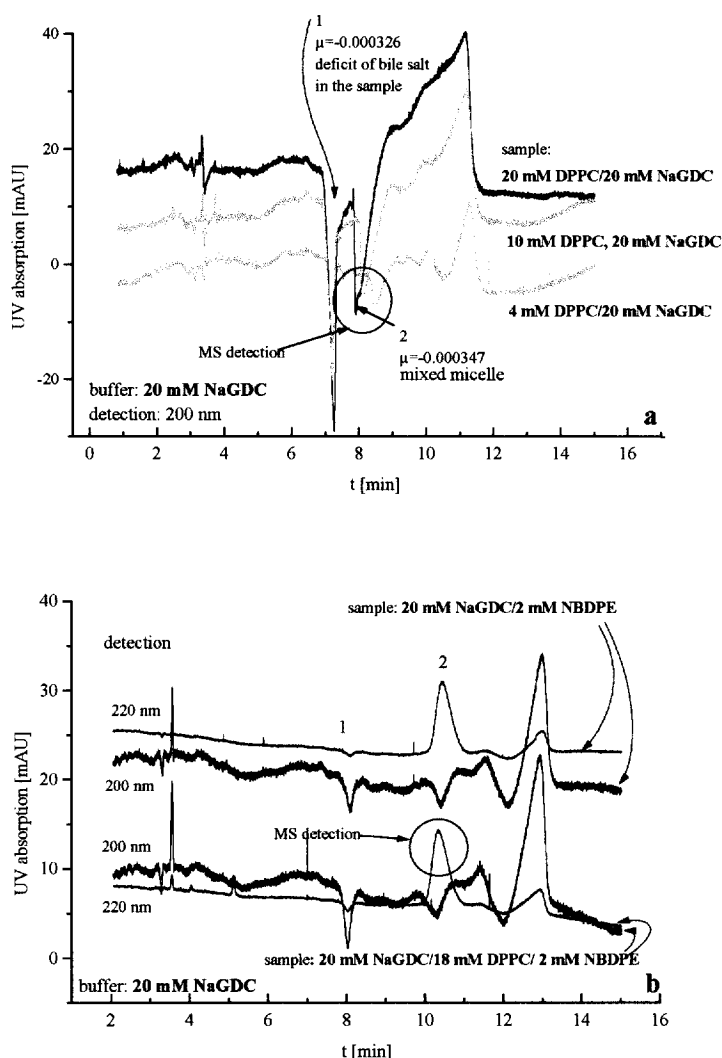 40
20
0
-20
UV absorption [mAU]
1
μ=-0.000326
deficit of bile salt
in the sample
sample:
20 mM DPPC/20 mM NaGDC
10 mM DPPC, 20 mM NaGDC
4 mM DPPC/20 mM NaGDC
MS detection
2
μ=-0.000347
mixed micelle
buffer: 20 mM NaGDC
detection: 200 nm
a
0 2 4 6 8 10 12 14 16
t [min]
40
30
20
10
0
UV absorption [mAU]
sample: 20 mM NaGDC/2 mM NBDPE
detection
2
220 nm
1
200 nm
MS detection
200 nm
220 nm
sample: 20 mM NaGDC/18 mM DPPC/ 2 mM NBDPE
buffer: 20 mM NaGDC
b
2 4 6 8 10 12 14 16
t [min]